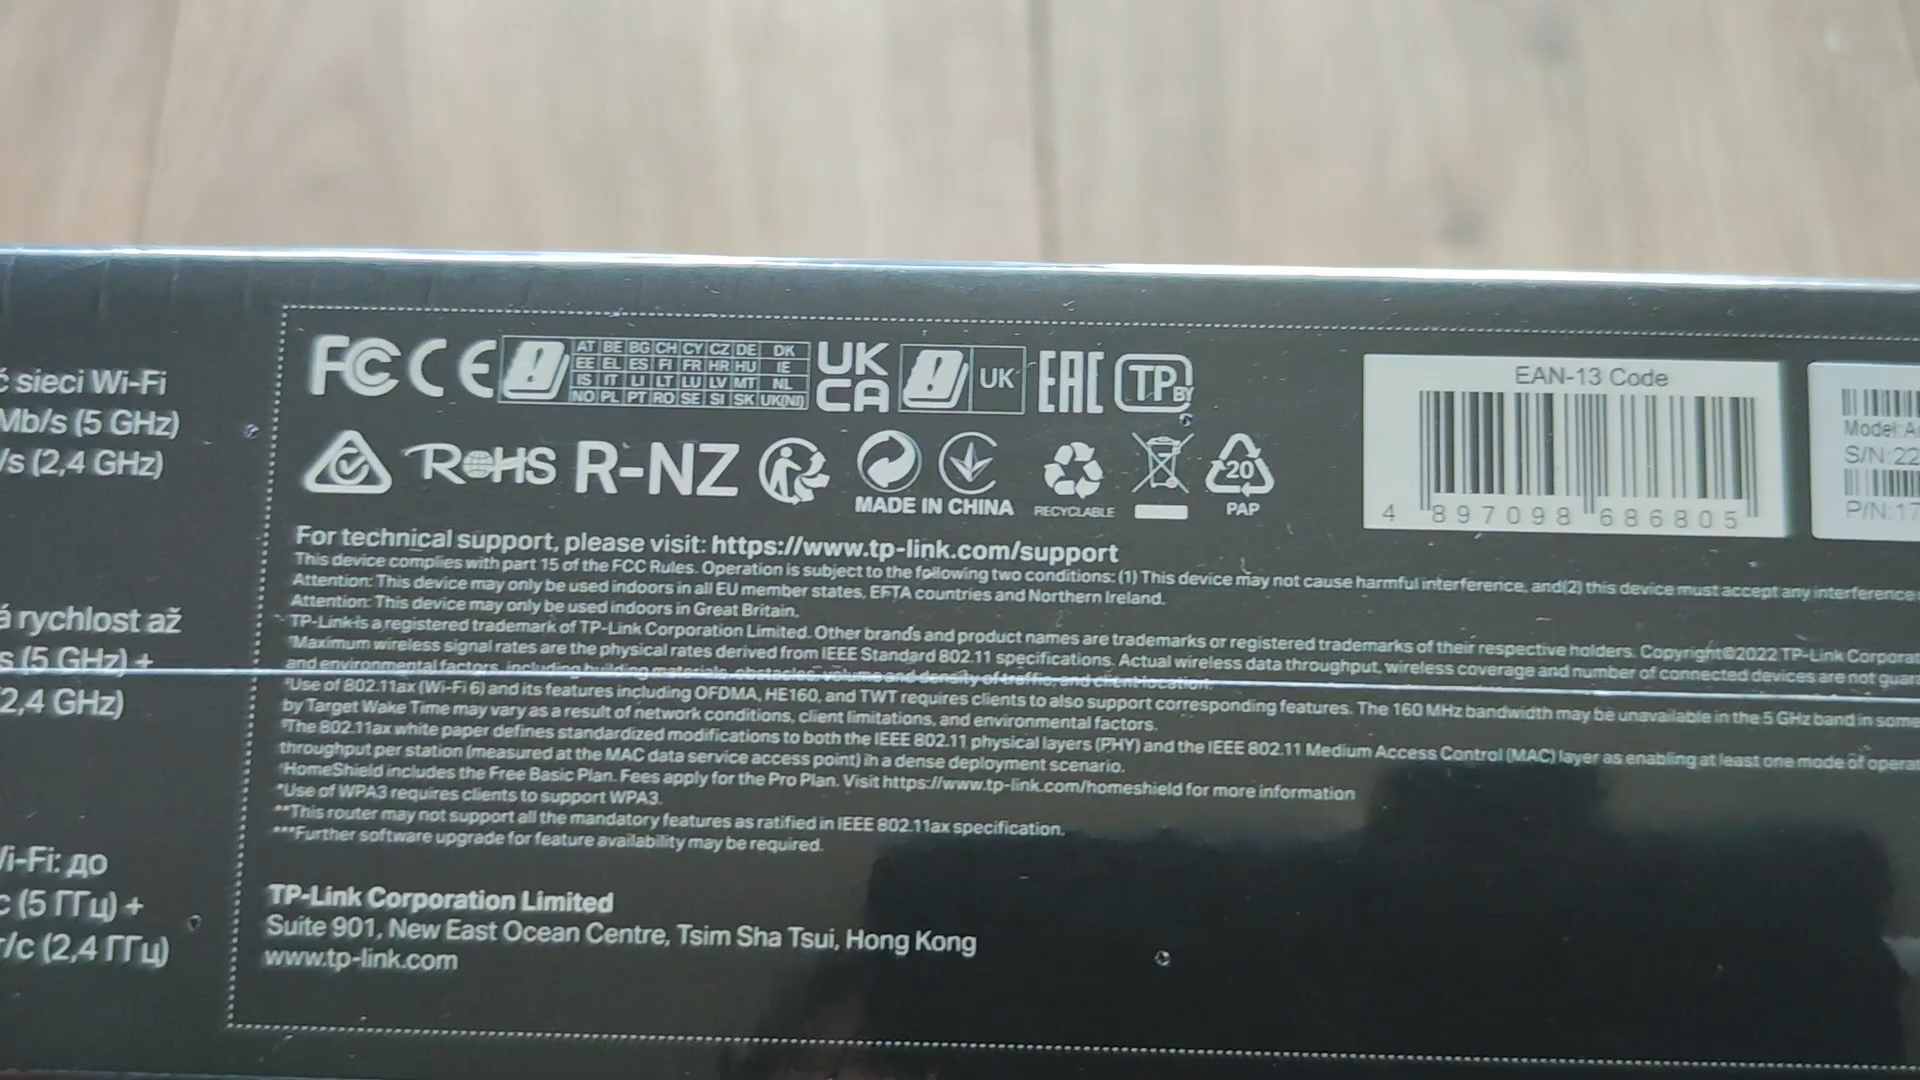 ć sieci Wi-Fi
Mb/s (5 GHz)
/s (2,4 GHz)
á rychlost až
s (5 GHz) +
2,4 GHz)
Wi-Fi: до
с (5 ГГц) +
т/с (2,4 ГГц)
FC CE
AT BE BG CH CY CZ DE DK
EE EL ES FI FR HR HU IE
IS IT LI LT LU LV MT NL
NO PL PT RO SE SI SK UK(NI)
UK
CA
UK
EAC
TP BY
RoHS R-NZ
MADE IN CHINA
RECYCLABLE
20
PAP
EAN-13 Code
4 897098 686805
Model:A
S/N:22
P/N:17
For technical support, please visit: https://www.tp-link.com/support
This device complies with part 15 of the FCC Rules. Operation is subject to the following two conditions: (1) This device may not cause harmful interference, and(2) this device must accept any interference
Attention: This device may only be used indoors in all EU member states, EFTA countries and Northern Ireland.
Attention: This device may only be used indoors in Great Britain.
TP-Link is a registered trademark of TP-Link Corporation Limited. Other brands and product names are trademarks or registered trademarks of their respective holders. Copyright©2022 TP-Link Corporat
Maximum wireless signal rates are the physical rates derived from IEEE Standard 802.11 specifications. Actual wireless data throughput, wireless coverage and number of connected devices are not guar
and environmental factors, including building materials, obstacles, volume and density of traffic, and client location.
Use of 802.11ax (Wi-Fi 6) and its features including OFDMA, HE160, and TWT requires clients to also support corresponding features. The 160 MHz bandwidth may be unavailable in the 5 GHz band in some
by Target Wake Time may vary as a result of network conditions, client limitations, and environmental factors.
The 802.11ax white paper defines standardized modifications to both the IEEE 802.11 physical layers (PHY) and the IEEE 802.11 Medium Access Control (MAC) layer as enabling at least one mode of operat
throughput per station (measured at the MAC data service access point) in a dense deployment scenario.
HomeShield includes the Free Basic Plan. Fees apply for the Pro Plan. Visit https://www.tp-link.com/homeshield for more information
*Use of WPA3 requires clients to support WPA3.
**This router may not support all the mandatory features as ratified in IEEE 802.11ax specification.
***Further software upgrade for feature availability may be required.
TP-Link Corporation Limited
Suite 901, New East Ocean Centre, Tsim Sha Tsui, Hong Kong
www.tp-link.com